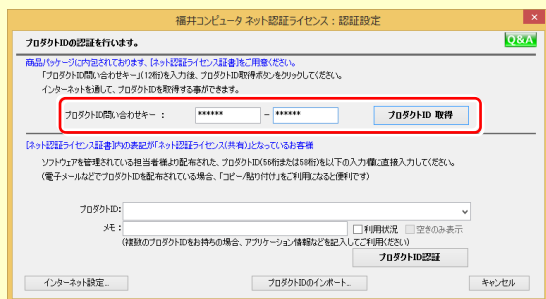 福井コンピュータ ネット認証ライセンス：認証設定
プロダクトIDの認証を行います。
Q&A
商品パッケージに内包されております、[ネット認証ライセンス証書]をご用意ください。
「プロダクトID問い合わせキー」(12桁)を入力後、プロダクトID取得ボタンをクリックしてください。
インターネットを通して、プロダクトIDを取得する事ができます。
プロダクトID問い合わせキー ： ****** － ****** プロダクトID 取得
[ネット認証ライセンス証書]内の表記が「ネット認証ライセンス(共有)」となっているお客様
ソフトウェアを管理されている担当者様より配布された、プロダクトID(56桁または58桁)を以下の入力欄に直接入力してください。
(電子メールなどでプロダクトIDを配布されている場合、「コピー/貼り付け」をご利用になると便利です)
プロダクトID：
メモ： 利用状況 空きのみ表示
(複数のプロダクトIDをお持ちの場合、アプリケーション情報などを記入してご利用ください)
プロダクトID認証
インターネット設定... プロダクトIDのインポート... キャンセル